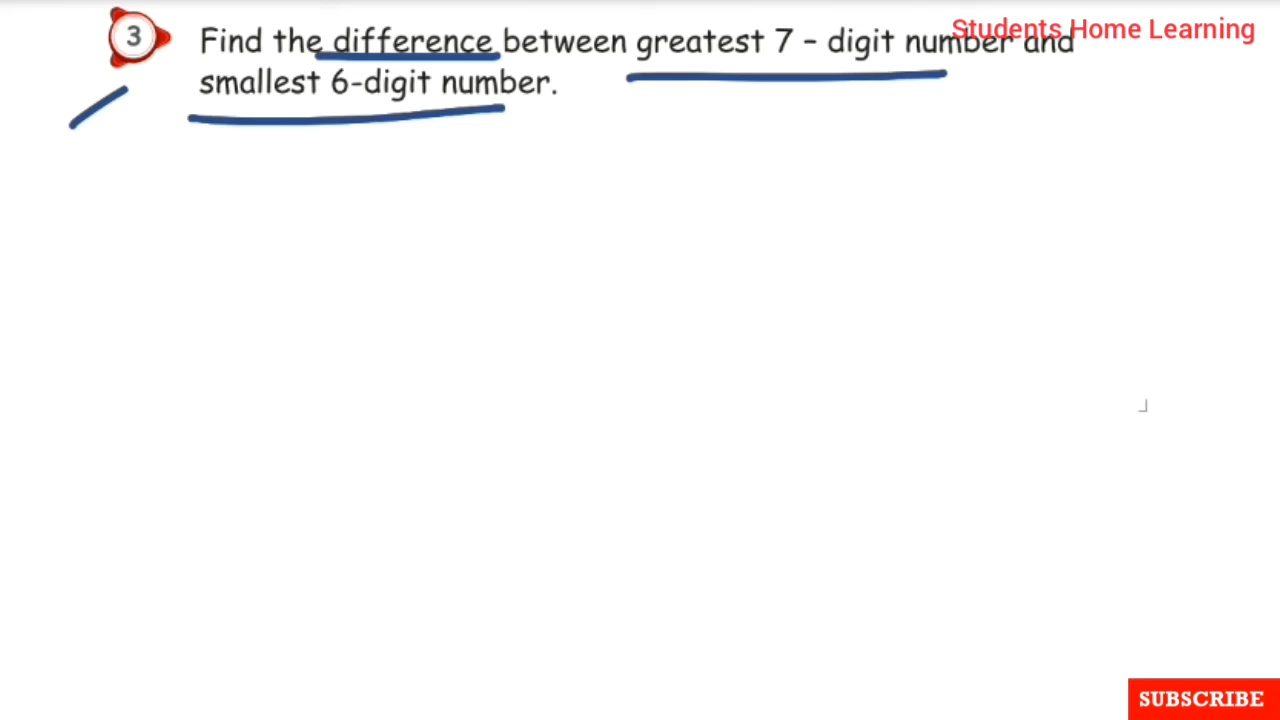 3
Students Home Learning
Find the difference between greatest 7 – digit number and
smallest 6-digit number.
SUBSCRIBE